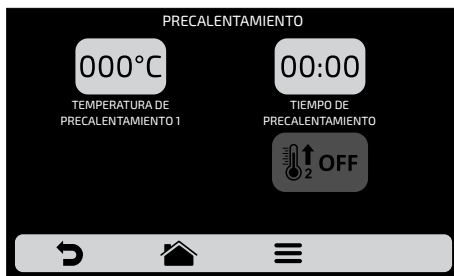 PRECALENTAMIENTO
000°C
00:00
TEMPERATURA DE
PRECALENTAMIENTO 1
TIEMPO DE
PRECALENTAMIENTO
2 OFF